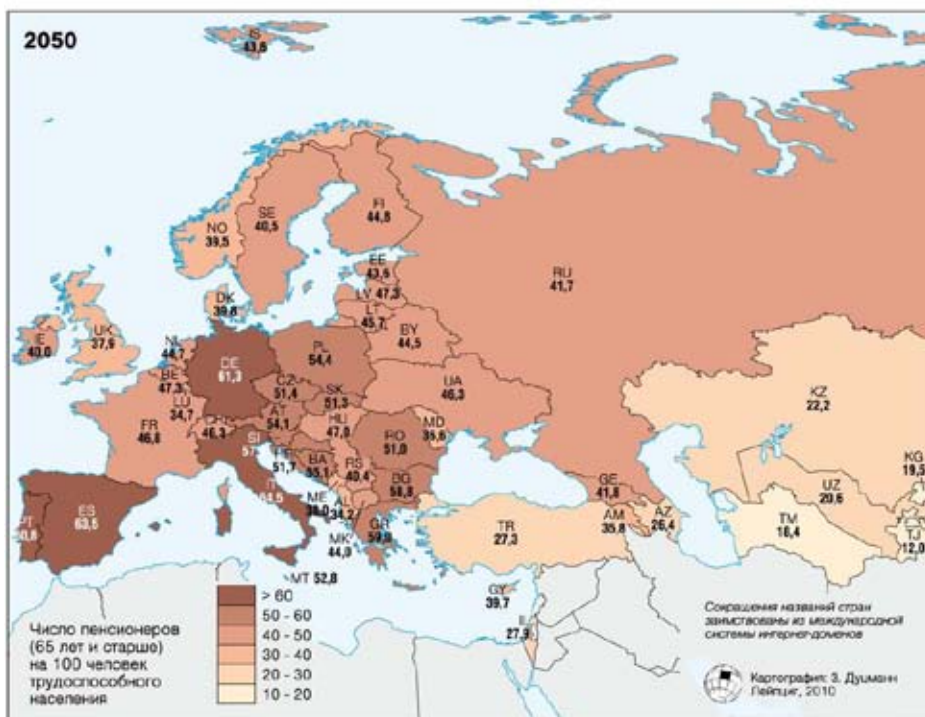 2050
IS
43,6
NO
39,5
SE
40,5
FI
44,8
RU
41,7
EE
43,6
LV 47,3
LT
45,7
DK
39,8
IE
40,0
UK
37,9
NL
44,7
BE
47,3
LU
34,7
DE
61,3
PL
54,4
BY
44,5
CZ
51,4
SK
51,3
UA
46,3
AT
54,1
FR
46,8
46,3
HU
47,0
MD
35,6
SI
RO
51,0
51,7
BA
55,1
RS
40,4
BG
58,8
ME
38,0
AL
34,2
MK
44,0
GR
59,0
ES
63,5
PT
MT 52,8
TR
27,3
GE
41,8
AM
35,8
AZ
26,4
KZ
22,2
KG
19,5
UZ
20,6
TM
16,4
TJ
12,0
39,7
IL
27,9
> 60
50 - 60
40 - 50
30 - 40
20 - 30
10 - 20
Число пенсионеров
(65 лет и старше)
на 100 человек
трудоспособного
населения
Сокращения названий стран
заимствованы из международной
системы интернет-доменов
Картография: З. Душманн
Лейпциг, 2010